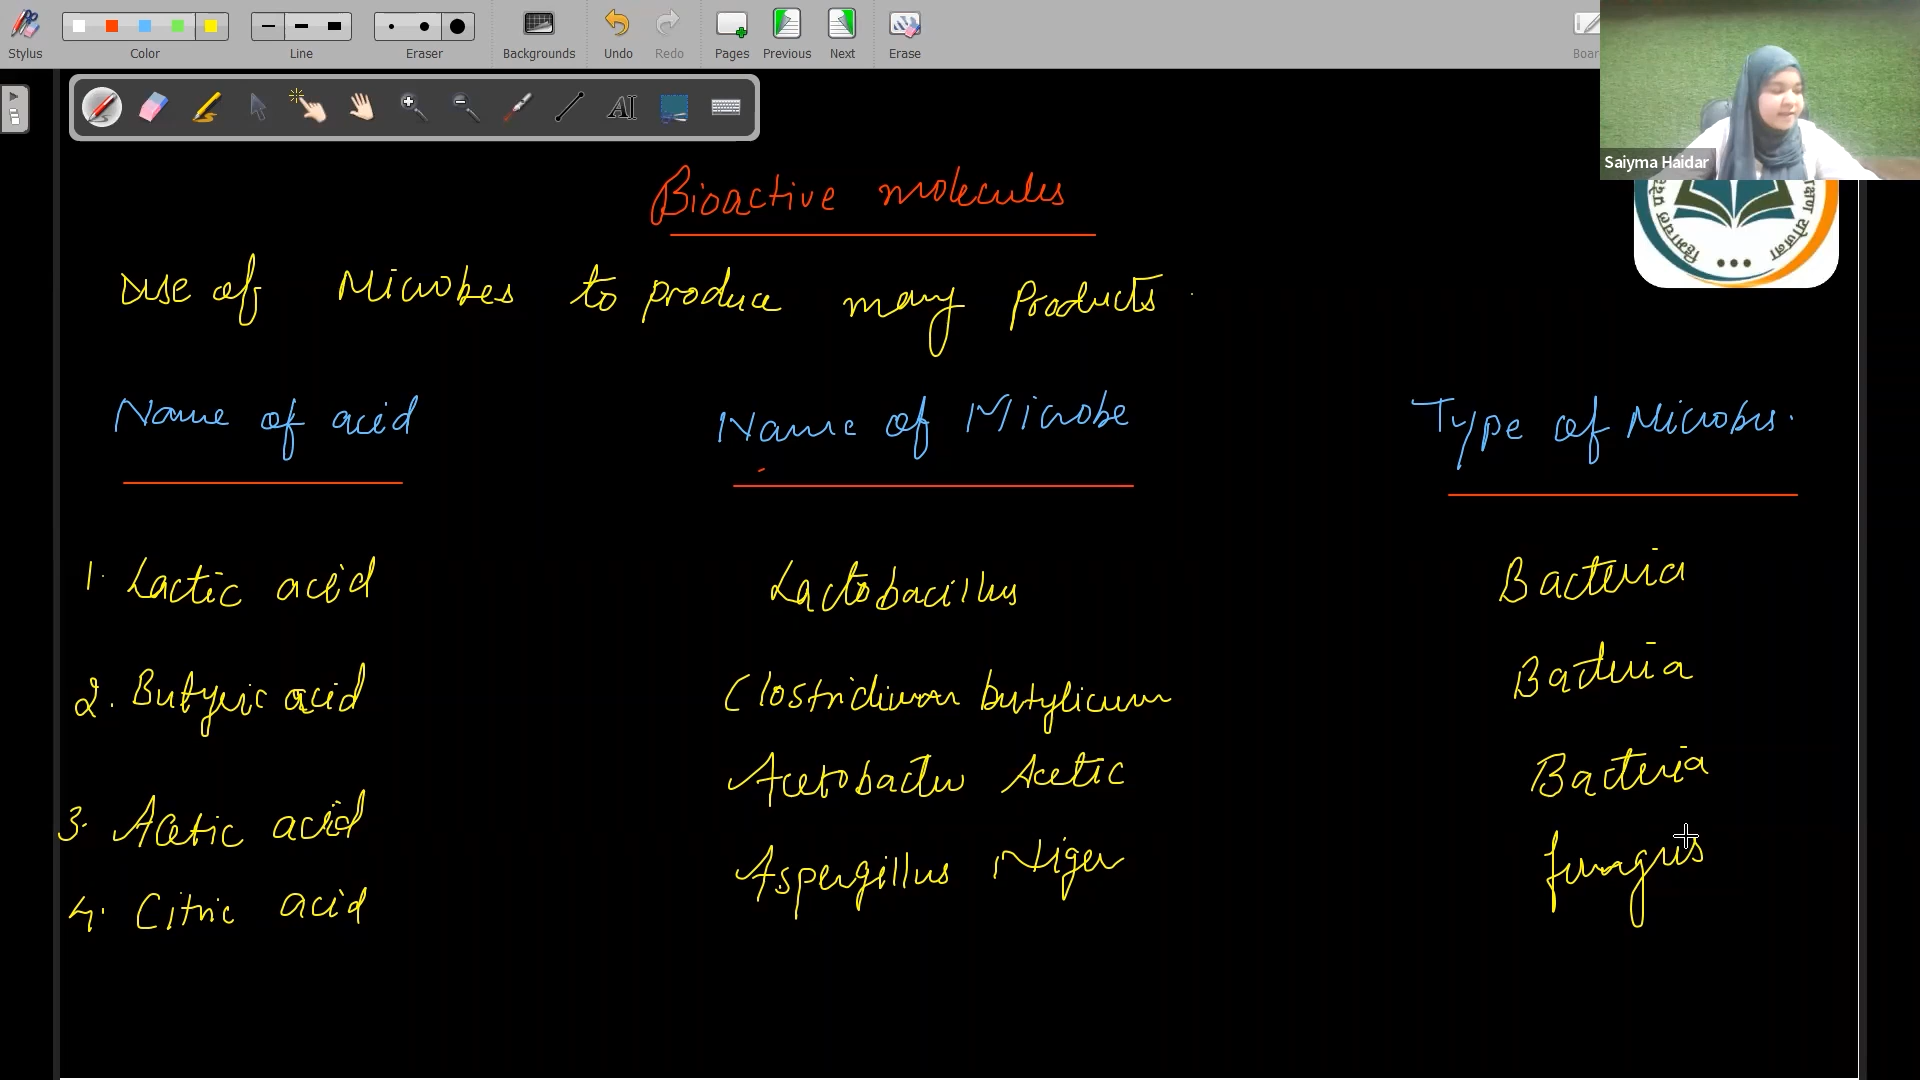 Stylus
Color
Line
Eraser
Backgrounds
Undo
Redo
Pages
Previous
Next
Erase
Boar
Saiyma Haidar
Bioactive molecules
Use of Microbes to produce many Products.
Name of acid Name of Microbe Type of Microbes.
1. Lactic acid Lactobacillus Bacteria
2. Butyric acid Clostridium butylicum Bacteria
3. Acetic acid Acetobacter Acetic Bacteria
4. Citric acid Aspergillus Niger fungus